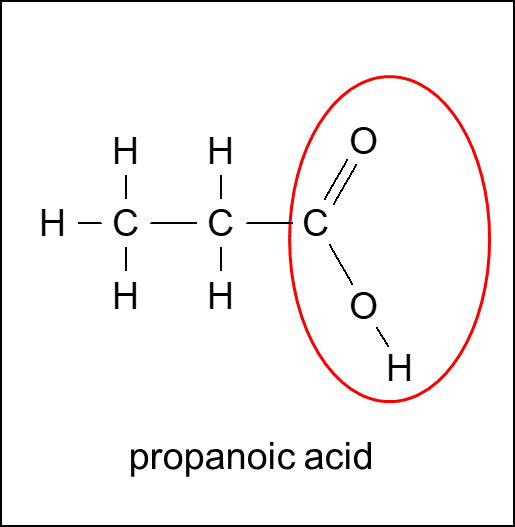 O
H H
H C C C
H H O
H
propanoic acid